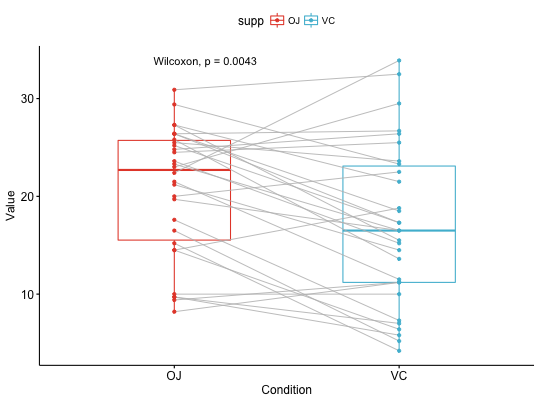 supp OJ VC
Wilcoxon, p = 0.0043
30
20
10
Value
OJ VC
Condition